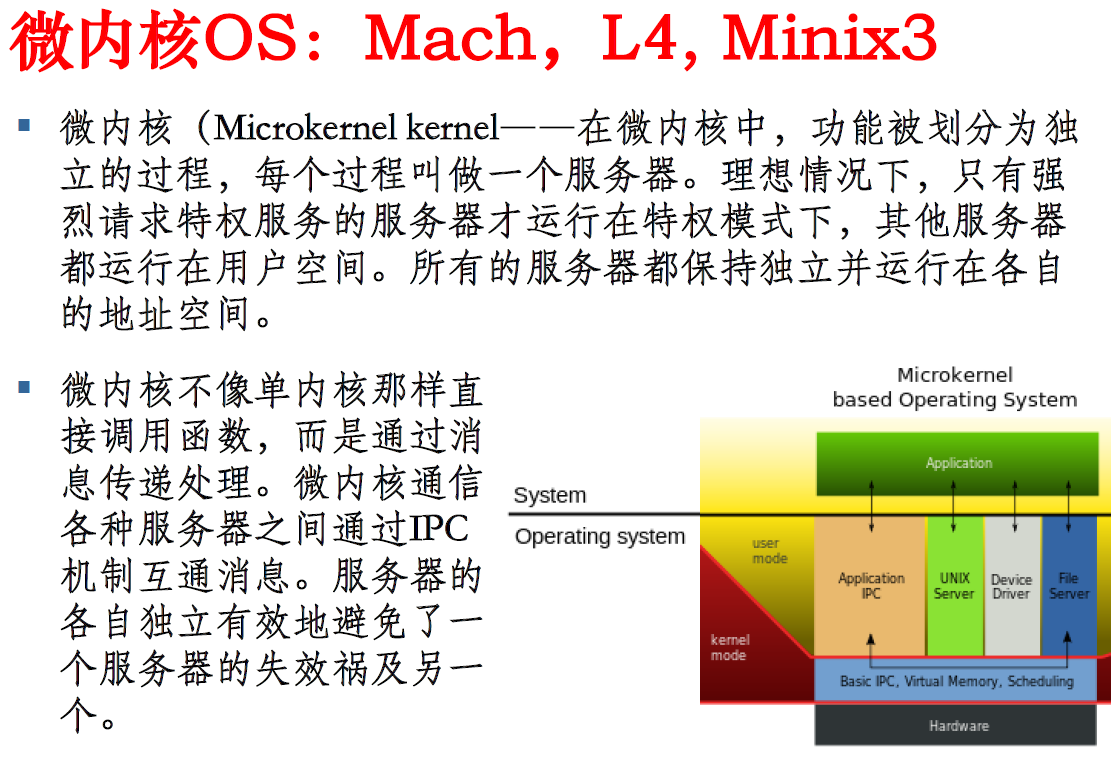 微内核OS：Mach，L4, Minix3
▪ 微内核（Microkernel kernel——在微内核中，功能被划分为独
立的过程，每个过程叫做一个服务器。理想情况下，只有强
烈请求特权服务的服务器才运行在特权模式下，其他服务器
都运行在用户空间。所有的服务器都保持独立并运行在各自
的地址空间。
▪ 微内核不像单内核那样直
接调用函数，而是通过消
息传递处理。微内核通信
各种服务器之间通过IPC
机制互通消息。服务器的
各自独立有效地避免了一
个服务器的失效祸及另一
个。
Microkernel
based Operating System
Application
System
Operating system
user
mode
kernel
mode
Application
IPC
UNIX
Server
Device
Driver
File
Server
Basic IPC, Virtual Memory, Scheduling
Hardware